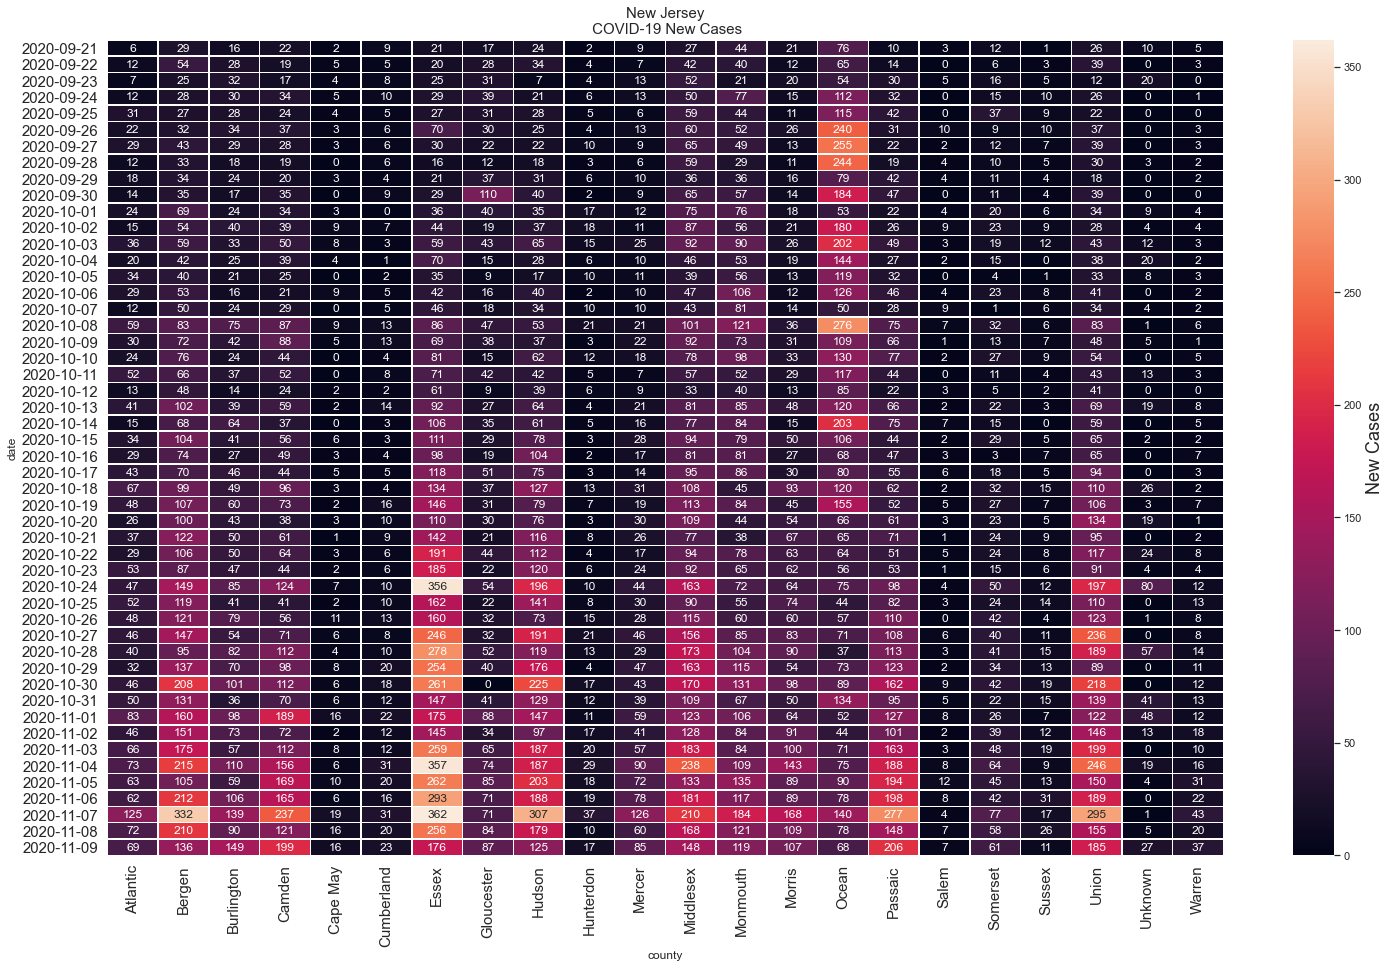 New Jersey
COVID-19 New Cases
2020-09-21 6 29 16 22 2 9 21 17 24 2 9 27 44 21 76 10 3 12 1 26 10 5
2020-09-22 12 54 28 19 5 5 20 28 34 4 7 42 40 12 65 14 0 6 3 39 0 3
2020-09-23 7 25 32 17 4 8 25 31 7 4 13 52 21 20 54 30 5 16 5 12 20 0
2020-09-24 12 28 30 34 5 10 29 39 21 6 13 50 77 15 112 32 0 15 10 26 0 1
2020-09-25 31 27 28 24 4 5 27 31 28 5 6 59 44 11 115 42 0 37 9 22 0 0
2020-09-26 22 32 34 37 3 6 70 30 25 4 13 60 52 26 240 31 10 9 10 37 0 3
2020-09-27 29 43 29 28 3 6 30 22 22 10 9 65 49 13 255 22 2 12 7 39 0 3
2020-09-28 12 33 18 19 0 6 16 12 18 3 6 59 29 11 244 19 4 10 5 30 3 2
2020-09-29 18 34 24 20 3 4 21 37 31 6 10 36 36 16 79 42 4 11 4 18 0 2
2020-09-30 14 35 17 35 0 9 29 110 40 2 9 65 57 14 184 47 0 11 4 39 0 0
2020-10-01 24 69 24 34 3 0 36 40 35 17 12 75 76 18 53 22 4 20 6 34 9 4
2020-10-02 15 54 40 39 9 7 44 19 37 18 11 87 56 21 180 26 9 23 9 28 4 4
2020-10-03 36 59 33 50 8 3 59 43 65 15 25 92 90 26 202 49 3 19 12 43 12 3
2020-10-04 20 42 25 39 4 1 70 15 28 6 10 46 53 19 144 27 2 15 0 38 20 2
2020-10-05 34 40 21 25 0 2 35 9 17 10 11 39 56 13 119 32 0 4 1 33 8 3
2020-10-06 29 53 16 21 9 5 42 16 40 2 10 47 106 12 126 46 4 23 8 41 0 2
2020-10-07 12 50 24 29 0 5 46 18 34 10 10 43 81 14 50 28 9 1 6 34 4 2
2020-10-08 59 83 75 87 9 13 86 47 53 21 21 101 121 36 276 75 7 32 6 83 1 6
2020-10-09 30 72 42 88 5 13 69 38 37 3 22 92 73 31 109 66 1 13 7 48 5 1
2020-10-10 24 76 24 44 0 4 81 15 62 12 18 78 98 33 130 77 2 27 9 54 0 5
2020-10-11 52 66 37 52 0 8 71 42 42 5 7 57 52 29 117 44 0 11 4 43 13 3
2020-10-12 13 48 14 24 2 2 61 9 39 6 9 33 40 13 85 22 3 5 2 41 0 0
2020-10-13 41 102 39 59 2 14 92 27 64 4 21 81 85 48 120 66 2 22 3 69 19 8
2020-10-14 15 68 64 37 0 3 106 35 61 5 16 77 84 15 203 75 7 15 0 59 0 5
2020-10-15 34 104 41 56 6 3 111 29 78 3 28 94 79 50 106 44 2 29 5 65 2 2
2020-10-16 29 74 27 49 3 4 98 19 104 2 17 81 81 27 68 47 3 3 7 65 0 7
2020-10-17 43 70 46 44 5 5 118 51 75 3 14 95 86 30 80 55 6 18 5 94 0 3
2020-10-18 67 99 49 96 3 4 134 37 127 13 31 108 45 93 120 62 2 32 15 110 26 2
2020-10-19 48 107 60 73 2 16 146 31 79 7 19 113 84 45 155 52 5 27 7 106 3 7
2020-10-20 26 100 43 38 3 10 110 30 76 3 30 109 44 54 66 61 3 23 5 134 19 1
2020-10-21 37 122 50 61 1 9 142 21 116 8 26 77 38 67 65 71 1 24 9 95 0 2
2020-10-22 29 106 50 64 3 6 191 44 112 4 17 94 78 63 64 51 5 24 8 117 24 8
2020-10-23 53 87 47 44 2 6 185 22 120 6 24 92 65 62 56 53 1 15 6 91 4 4
2020-10-24 47 149 85 124 7 10 356 54 196 10 44 163 72 64 75 98 4 50 12 197 80 12
2020-10-25 52 119 41 41 2 10 162 22 141 8 30 90 55 74 44 82 3 24 14 110 0 13
2020-10-26 48 121 79 56 11 13 160 32 73 15 28 115 60 60 57 110 0 42 4 123 1 8
2020-10-27 46 147 54 71 6 8 246 32 191 21 46 156 85 83 71 108 6 40 11 236 0 8
2020-10-28 40 95 82 112 4 10 278 52 119 13 29 173 104 90 37 113 3 41 15 189 57 14
2020-10-29 32 137 70 98 8 20 254 40 176 4 47 163 115 54 73 123 2 34 13 89 0 11
2020-10-30 46 208 101 112 6 18 261 0 225 17 43 170 131 98 89 162 9 42 19 218 0 12
2020-10-31 50 131 36 70 6 12 147 41 129 12 39 109 67 50 134 95 5 22 15 139 41 13
2020-11-01 83 160 98 189 16 22 175 88 147 11 59 123 106 64 52 127 8 26 7 122 48 12
2020-11-02 46 151 73 72 2 12 145 34 97 17 41 128 84 91 44 101 2 39 12 146 13 18
2020-11-03 66 175 57 112 8 12 259 65 187 20 57 183 84 100 71 163 3 48 19 199 0 10
2020-11-04 73 215 110 156 6 31 357 74 187 29 90 238 109 143 75 188 8 64 9 246 19 16
2020-11-05 63 105 59 169 10 20 262 85 203 18 72 133 135 89 90 194 12 45 13 150 4 31
2020-11-06 62 212 106 165 6 16 293 71 188 19 78 181 117 89 78 198 8 42 31 189 0 22
2020-11-07 125 332 139 237 19 31 362 71 307 37 126 210 184 168 140 277 4 77 17 295 1 43
2020-11-08 72 210 90 121 16 20 256 84 179 10 60 168 121 109 78 148 7 58 26 155 5 20
2020-11-09 69 136 149 199 16 23 176 87 125 17 85 148 119 107 68 206 7 61 11 185 27 37
Atlantic Bergen Burlington Camden Cape May Cumberland Essex Gloucester Hudson Hunterdon Mercer Middlesex Monmouth Morris Ocean Passaic Salem Somerset Sussex Union Unknown Warren
county
date
350
300
250
200
150
100
50
0
New Cases